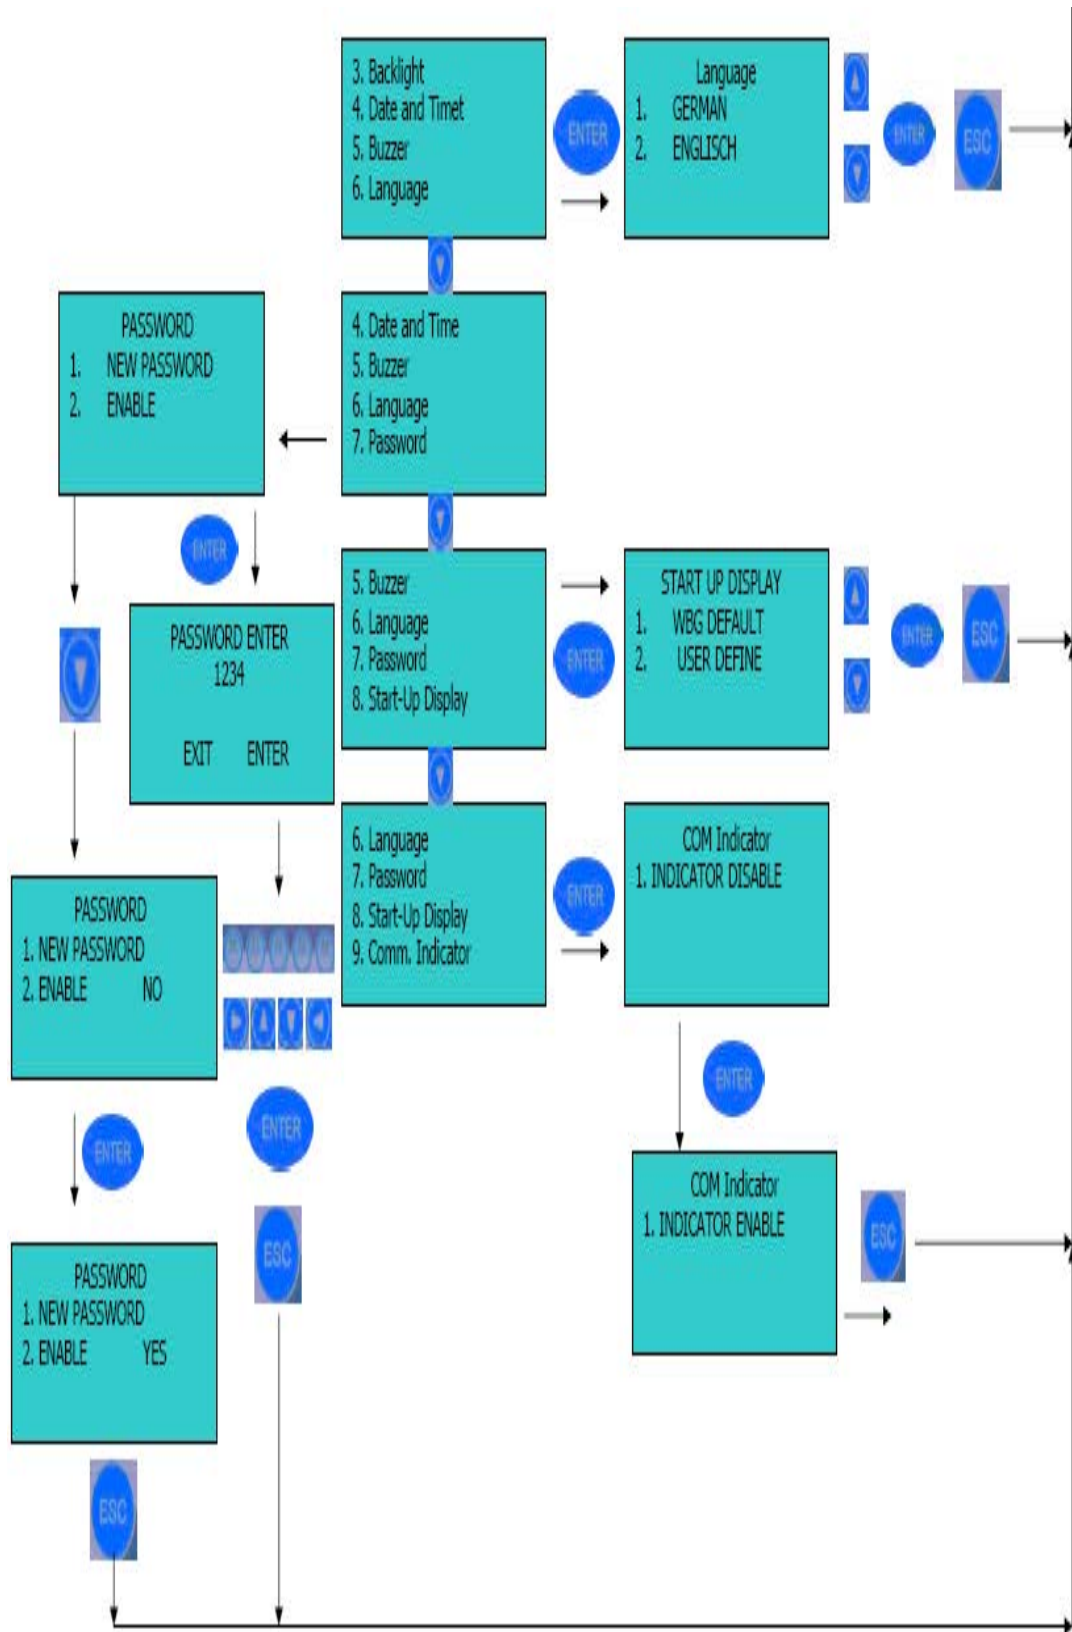 3. Backlight
4. Date and Timet
5. Buzzer
6. Language
ENTER
Language
1. GERMAN
2. ENGLISCH
ENTER
ESC
PASSWORD
1. NEW PASSWORD
2. ENABLE
4. Date and Time
5. Buzzer
6. Language
7. Password
ENTER
PASSWORD ENTER
1234
EXIT ENTER
5. Buzzer
6. Language
7. Password
8. Start-Up Display
ENTER
START UP DISPLAY
1. WBG DEFAULT
2. USER DEFINE
ENTER
ESC
6. Language
7. Password
8. Start-Up Display
9. Comm. Indicator
ENTER
COM Indicator
1. INDICATOR DISABLE
PASSWORD
1. NEW PASSWORD
2. ENABLE NO
ENTER
ENTER
ENTER
ESC
COM Indicator
1. INDICATOR ENABLE
ESC
PASSWORD
1. NEW PASSWORD
2. ENABLE YES
ESC